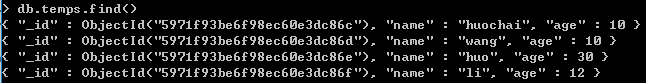 > db.temps.find()
{ "_id" : ObjectId("5971f93be6f98ec60e3dc86c"), "name" : "huochai", "age" : 10 }
{ "_id" : ObjectId("5971f93be6f98ec60e3dc86d"), "name" : "wang", "age" : 10 }
{ "_id" : ObjectId("5971f93be6f98ec60e3dc86e"), "name" : "huo", "age" : 30 }
{ "_id" : ObjectId("5971f93be6f98ec60e3dc86f"), "name" : "li", "age" : 12 }